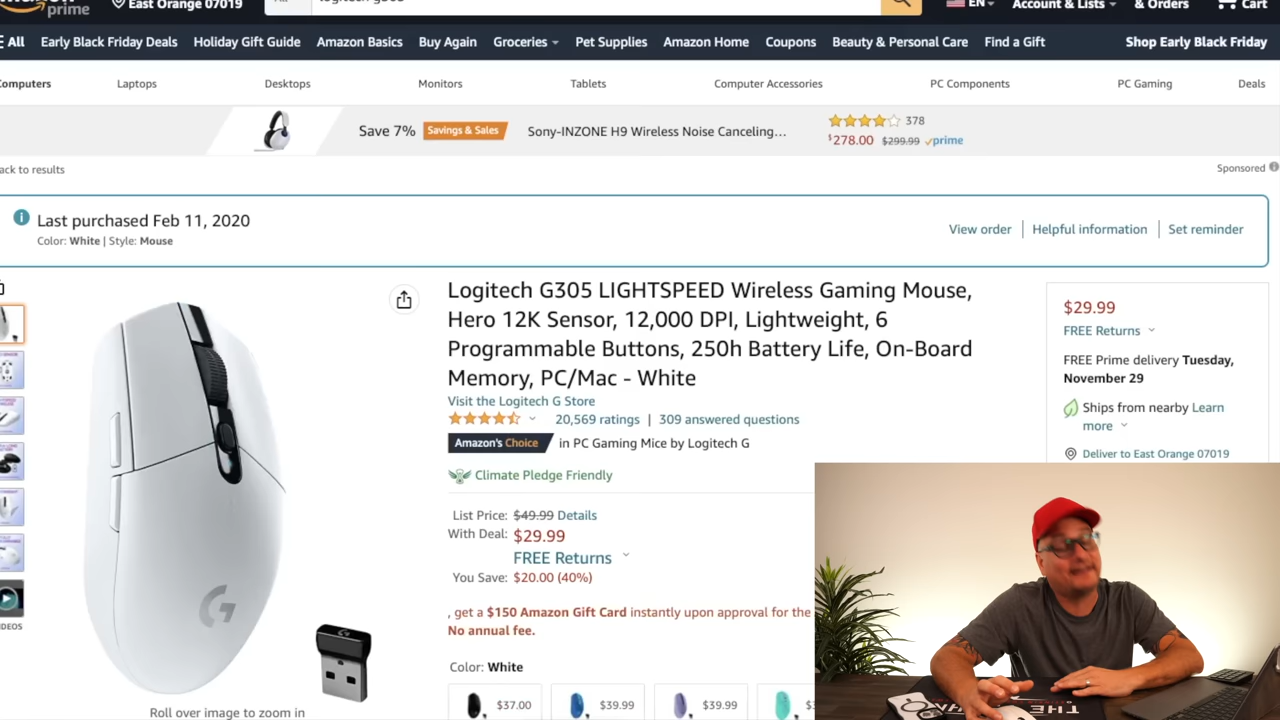 prime
East Orange 07019
EN
Account & Lists
& Orders
Cart
All
Early Black Friday Deals
Holiday Gift Guide
Amazon Basics
Buy Again
Groceries
Pet Supplies
Amazon Home
Coupons
Beauty & Personal Care
Find a Gift
Shop Early Black Friday
Computers
Laptops
Desktops
Monitors
Tablets
Computer Accessories
PC Components
PC Gaming
Deals
Save 7%
Savings & Sales
Sony-INZONE H9 Wireless Noise Canceling...
378
$278.00 $299.99 prime
ack to results
Sponsored
Last purchased Feb 11, 2020
Color: White | Style: Mouse
View order
Helpful information
Set reminder
Logitech G305 LIGHTSPEED Wireless Gaming Mouse,
Hero 12K Sensor, 12,000 DPI, Lightweight, 6
Programmable Buttons, 250h Battery Life, On-Board
Memory, PC/Mac - White
Visit the Logitech G Store
20,569 ratings | 309 answered questions
Amazon's Choice in PC Gaming Mice by Logitech G
Climate Pledge Friendly
List Price: $49.99 Details
With Deal: $29.99
FREE Returns
You Save: $20.00 (40%)
, get a $150 Amazon Gift Card instantly upon approval for the
No annual fee.
Color: White
$37.00
$39.99
$39.99
$29.99
FREE Returns
FREE Prime delivery Tuesday,
November 29
Ships from nearby Learn
more
Deliver to East Orange 07019
IDEOS
Roll over image to zoom in
THE